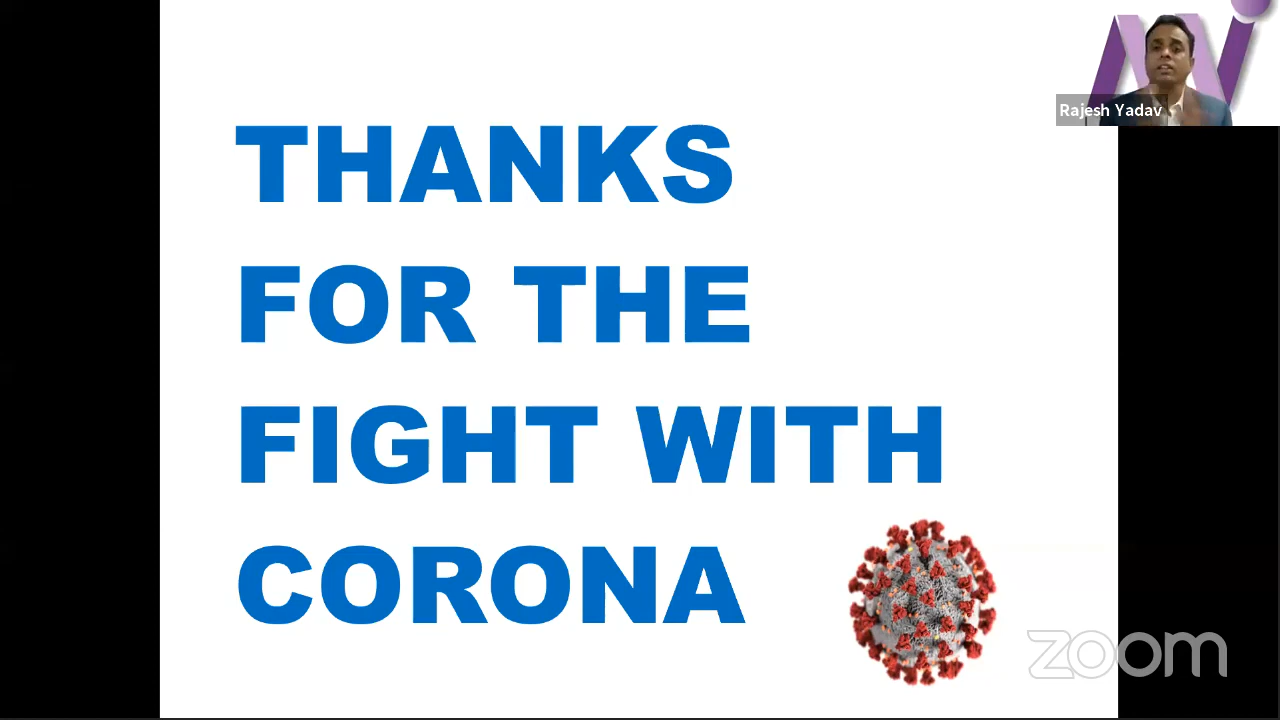 THANKS
FOR THE
FIGHT WITH
CORONA
Rajesh Yadav
zoom